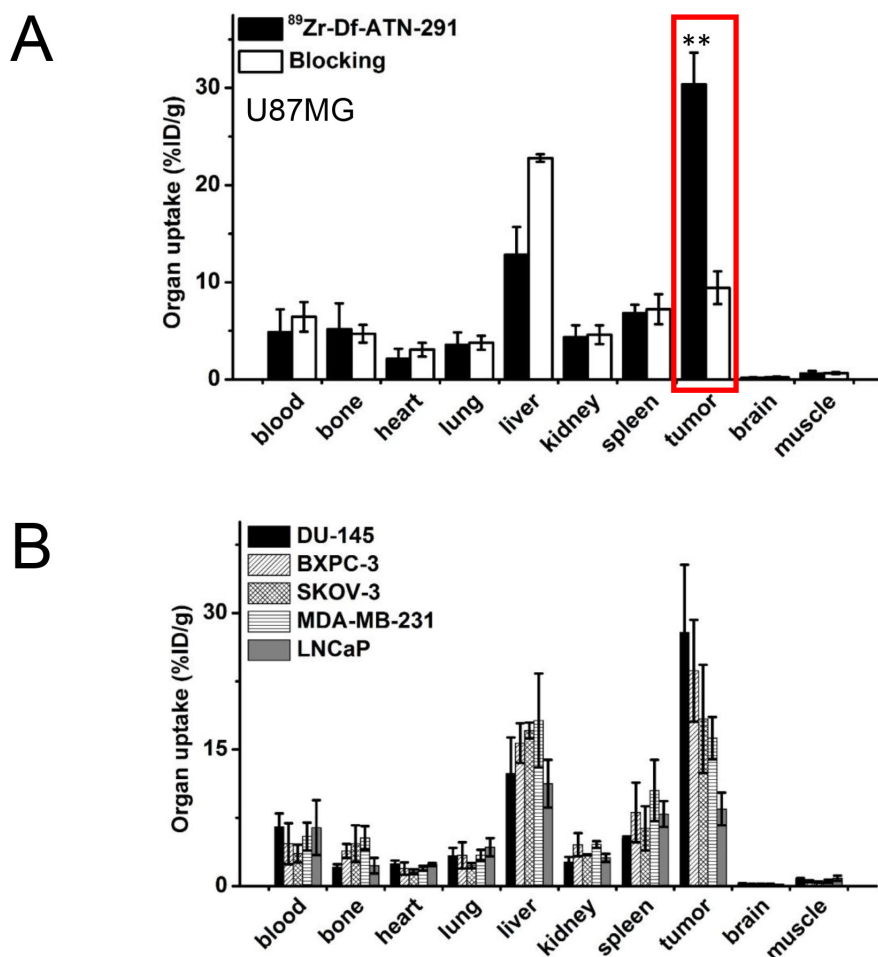 A
⁸⁹Zr-Df-ATN-291
Blocking
U87MG
**
Organ uptake (%ID/g)
30
20
10
0
blood bone heart lung liver kidney spleen tumor brain muscle
B
DU-145
BXPC-3
SKOV-3
MDA-MB-231
LNCaP
Organ uptake (%ID/g)
30
15
0
blood bone heart lung liver kidney spleen tumor brain muscle